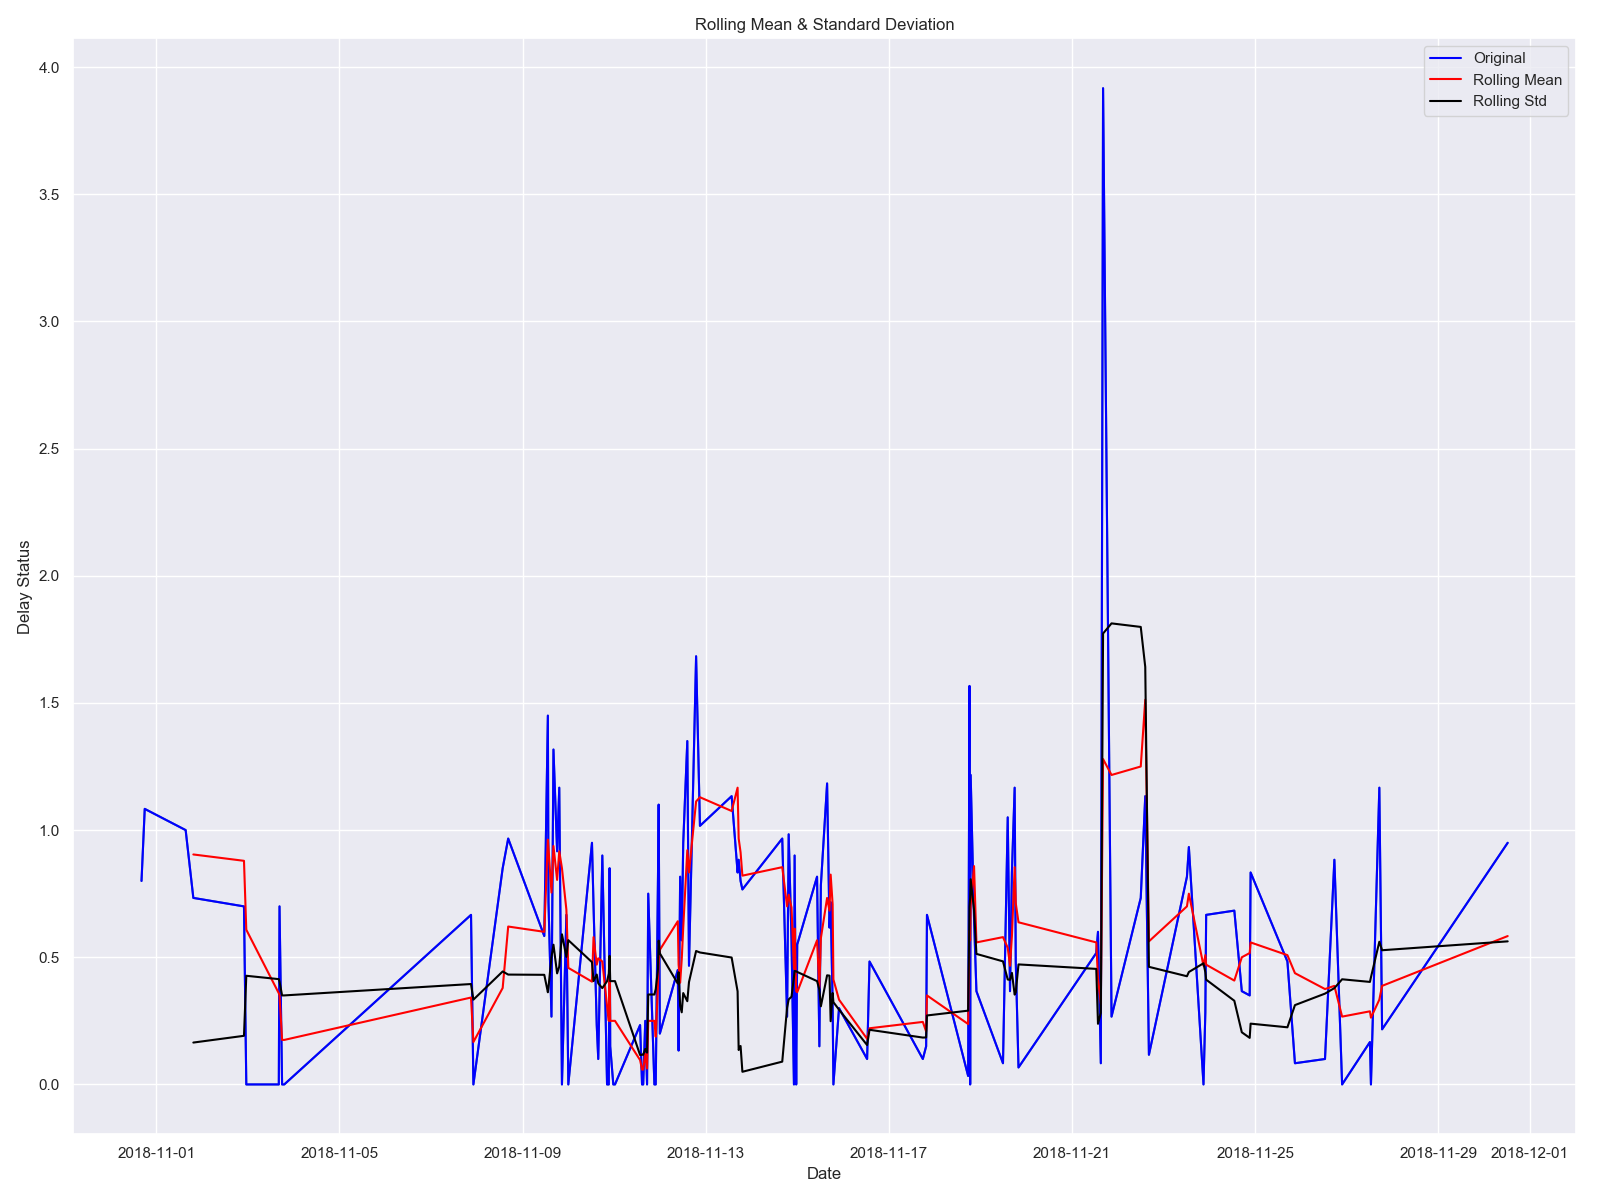 Rolling Mean & Standard Deviation
Original
Rolling Mean
Rolling Std
4.0
3.5
3.0
2.5
2.0
1.5
1.0
0.5
0.0
Delay Status
2018-11-01 2018-11-05 2018-11-09 2018-11-13 2018-11-17 2018-11-21 2018-11-25 2018-11-29 2018-12-01
Date